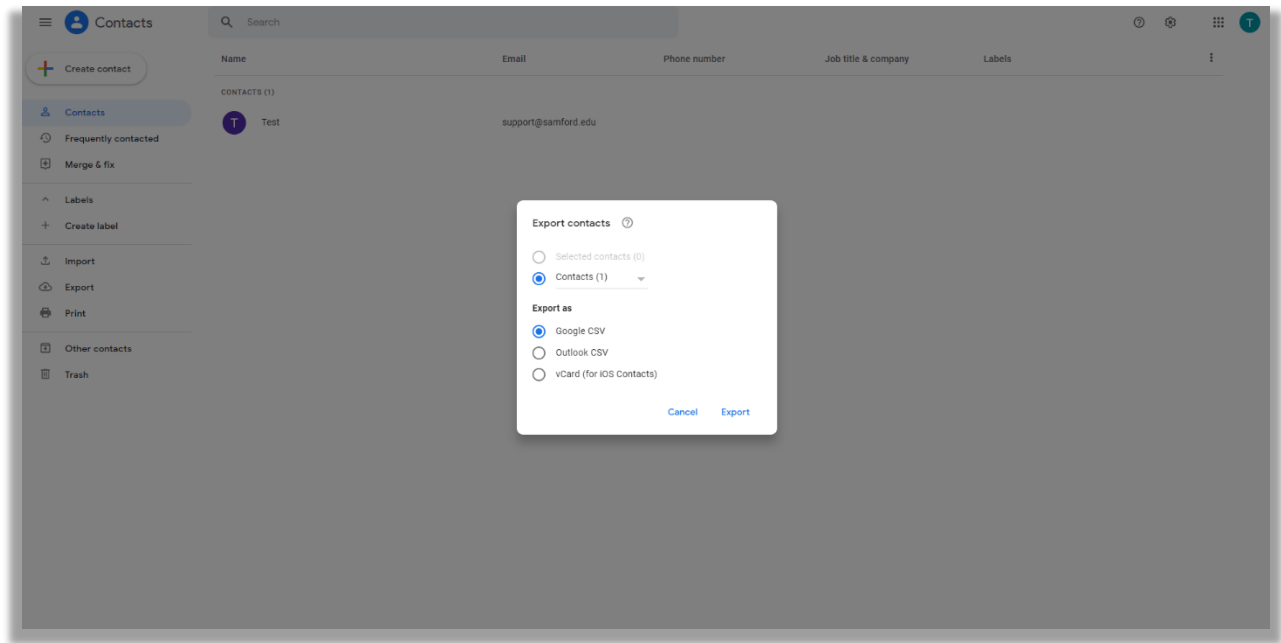 Contacts
Search
T
Create contact
Name Email Phone number Job title & company Labels
CONTACTS (1)
Contacts
T Test support@samford.edu
Frequently contacted
Merge & fix
Labels
Create label
Import
Export
Print
Other contacts
Trash
Export contacts
Selected contacts (0)
Contacts (1)
Export as
Google CSV
Outlook CSV
vCard (for iOS Contacts)
Cancel Export